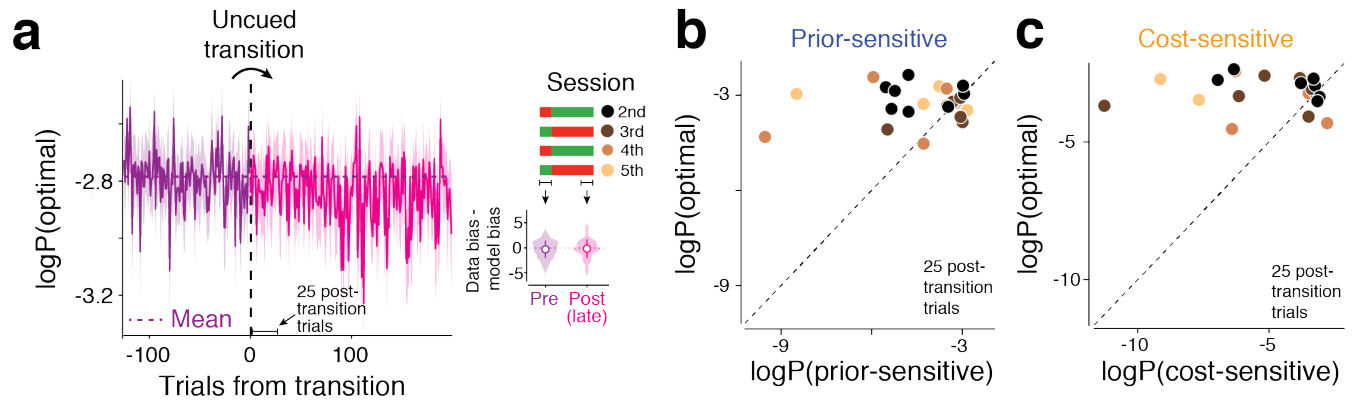 a
Uncued
transition
logP(optimal)
-2.8
-3.2
Mean
25 post-
transition
trials
-100
0
100
Trials from transition
Session
2nd
3rd
4th
5th
Data bias -
model bias
5
0
-5
Pre
Post
(late)
b
Prior-sensitive
logP(optimal)
-3
-9
25 post-
transition
trials
-9
-3
logP(prior-sensitive)
c
Cost-sensitive
logP(optimal)
-5
-10
25 post-
transition
trials
-10
-5
logP(cost-sensitive)